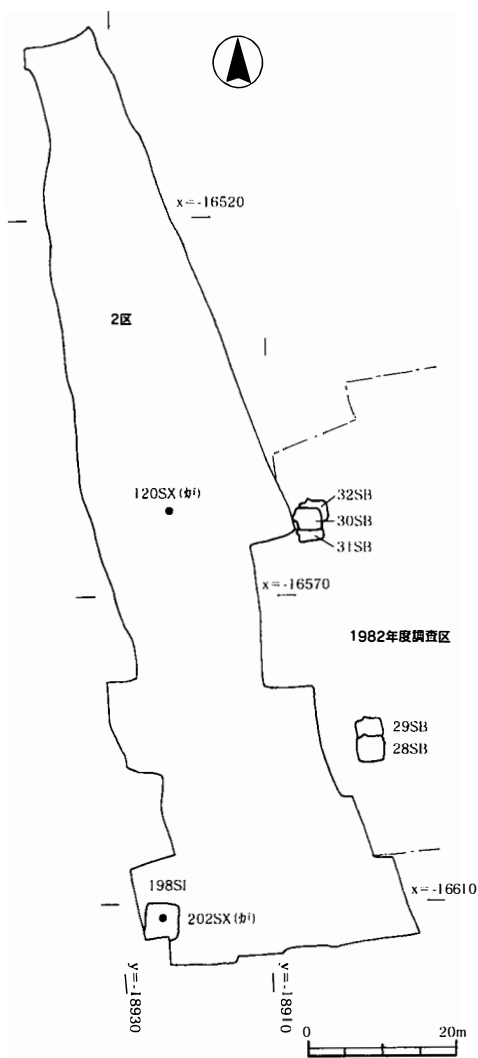 x=-16520
2区
120SX(炉)
32SB
30SB
31SB
x=-16570
1982年度調査区
29SB
28SB
198SI
x=-16610
202SX(炉)
y=-18930
y=-18910
0 20m